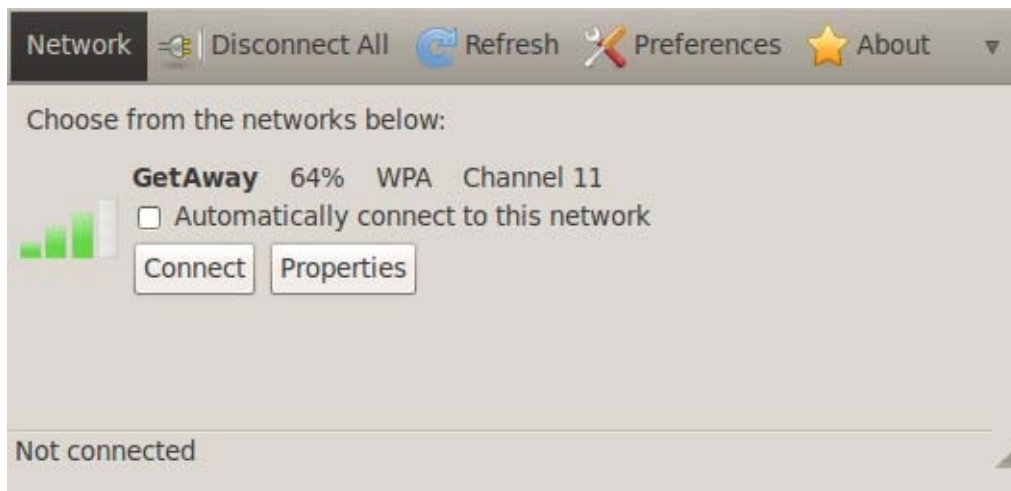 Network Disconnect All Refresh Preferences About
Choose from the networks below:
GetAway 64% WPA Channel 11
Automatically connect to this network
Connect Properties
Not connected